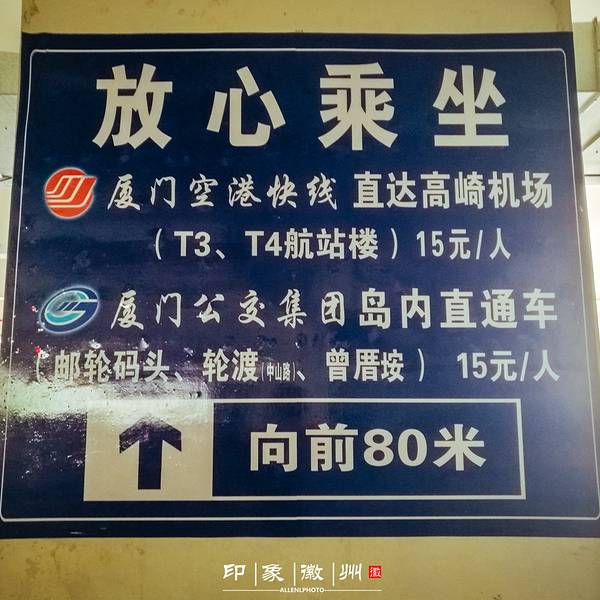 放心乘坐
厦门空港快线 直达高崎机场
(T3、T4航站楼) 15元/人
厦门公交集团岛内直通车
(邮轮码头、轮渡(中山路)、曾厝垵) 15元/人
向前80米
印|象|徽|州 徽
ALLENLPHOTO